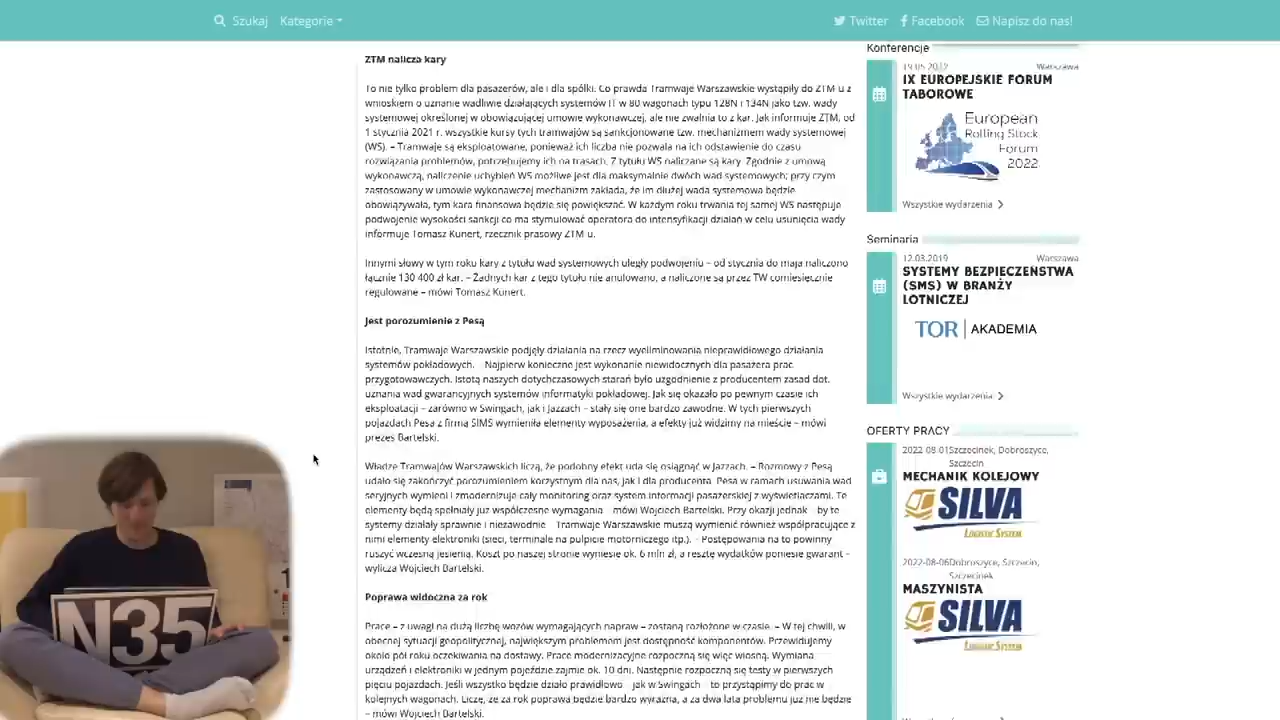 Szukaj Kategorie Twitter Facebook Napisz do nas!
ZTM nalicza kary
To nie tylko problem dla pasażerów, ale i dla spółki. Co prawda Tramwaje Warszawskie wystąpiły do ZTM-u z
wnioskiem o uznanie wadliwie działających systemów IT w 80 wagonach typu 128N i 134N jako tzw. wady
systemowej określonej w obowiązującej umowie wykonawczej, ale nie zwalnia to z kar. Jak informuje ZTM, od
1 stycznia 2021 r. wszystkie kursy tych tramwajów są sankcjonowane tzw. mechanizmem wady systemowej
(WS). – Tramwaje są eksploatowane, ponieważ ich liczba nie pozwala na ich odstawienie do czasu
rozwiązania problemów, potrzebujemy ich na trasach. Z tytułu WS naliczane są kary. Zgodnie z umową
wykonawczą, naliczenie uchybień WS możliwe jest dla maksymalnie dwóch wad systemowych; przy czym
zastosowany w umowie wykonawczej mechanizm zakłada, że im dłużej wada systemowa będzie
obowiązywała, tym kara finansowa będzie się powiększać. W każdym roku trwania tej samej WS następuje
podwojenie wysokości sankcji co ma stymulować operatora do intensyfikacji działań w celu usunięcia wady
informuje Tomasz Kunert, rzecznik prasowy ZTM-u.
Innymi słowy w tym roku kary z tytułu wad systemowych uległy podwojeniu – od stycznia do maja naliczono
łącznie 130 400 zł kar. – Żadnych kar z tego tytułu nie anulowano, a naliczone są przez TW comiesięcznie
regulowane – mówi Tomasz Kunert.
Jest porozumienie z Pesą
Istotnie, Tramwaje Warszawskie podjęły działania na rzecz wyeliminowania nieprawidłowego działania
systemów pokładowych. Najpierw konieczne jest wykonanie niewidocznych dla pasażera prac
przygotowawczych. Istotą naszych dotychczasowych starań było uzgodnienie z producentem zasad dot.
uznania wad gwarancyjnych systemów informatyki pokładowej. Jak się okazało po pewnym czasie ich
eksploatacji – zarówno w Swingach, jak i Jazzach – stały się one bardzo zawodne. W tych pierwszych
pojazdach Pesa z firmą SIMS wymieniła elementy wyposażenia, a efekty już widzimy na mieście – mówi
prezes Bartelski.
Władze Tramwajów Warszawskich liczą, że podobny efekt uda się osiągnąć w Jazzach. – Rozmowy z Pesą
udało się zakończyć porozumieniem korzystnym dla nas, jak i dla producenta. Pesa w ramach usuwania wad
seryjnych wymieni i zmodernizuje cały monitoring oraz system informacji pasażerskiej z wyświetlaczami. Te
elementy będą spełniały już współczesne wymagania mówi Wojciech Bartelski. Przy okazji jednak by te
systemy działały sprawnie i niezawodnie Tramwaje Warszawskie muszą wymienić również współpracujące z
nimi elementy elektroniki (sieci, terminale na pulpicie motorniczego itp.). – Postępowania na to powinny
ruszyć wczesną jesienią. Koszt po naszej stronie wyniesie ok. 6 mln zł, a resztę wydatków poniesie gwarant –
wylicza Wojciech Bartelski.
Poprawa widoczna za rok
Prace – z uwagi na dużą liczbę wozów wymagających napraw – zostaną rozłożone w czasie. – W tej chwili, w
obecnej sytuacji geopolitycznej, największym problemem jest dostępność komponentów. Przewidujemy
około pół roku oczekiwania na dostawy. Prace modernizacyjne rozpoczną się więc wiosną. Wymiana
urządzeń i elektroniki w jednym pojeździe zajmie ok. 10 dni. Następnie rozpoczną się testy w pierwszych
pięciu pojazdach. Jeśli wszystko będzie działo prawidłowo jak w Swingach to przystąpimy do prac w
kolejnych wagonach. Liczę, że za rok poprawa będzie bardzo wyraźna, a za dwa lata problemu już nie będzie
– mówi Wojciech Bartelski.
Konferencje
19.05.2022 Warszawa
IX EUROPEJSKIE FORUM
TABOROWE
European
Rolling Stock
Forum
2022
Wszystkie wydarzenia
Seminaria
12.03.2019 Warszawa
SYSTEMY BEZPIECZEŃSTWA
(SMS) W BRANŻY
LOTNICZEJ
TOR AKADEMIA
Wszystkie wydarzenia
OFERTY PRACY
2022-08-01Szczecinek, Dobroszyce,
Szczecin
MECHANIK KOLEJOWY
SILVA
LOGISTIC SYSTEM
2022-08-06Dobroszyce, Szczecin,
Szczecinek
MASZYNISTA
SILVA
LOGISTIC SYSTEM
N35